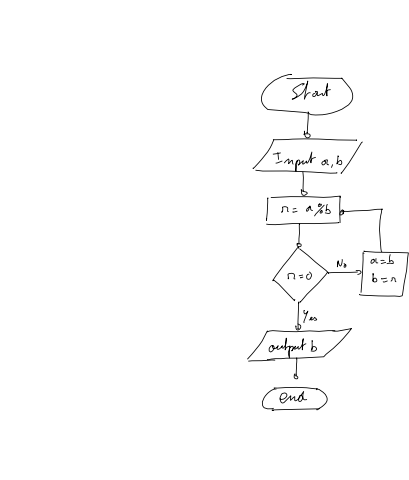 Start
Input a, b
r = a % b
r = 0
No
a = b
b = r
Yes
output b
end